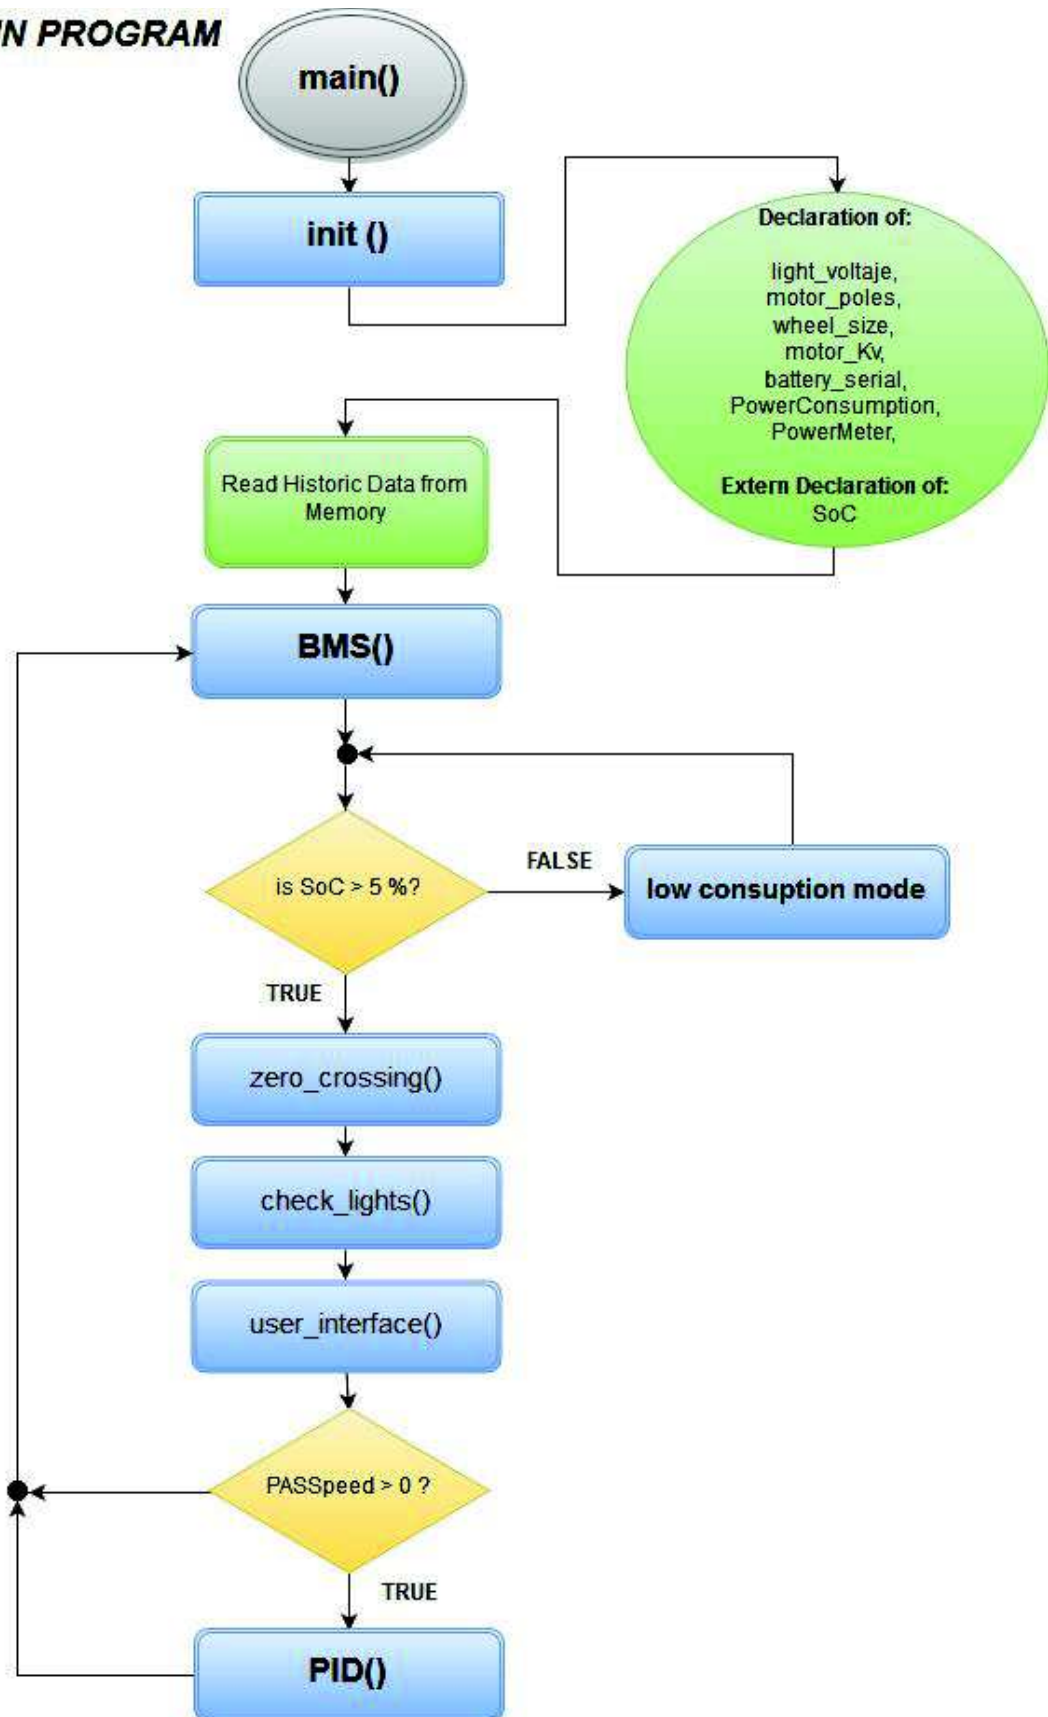 IN PROGRAM
main()
init ()
Declaration of:
light_voltaje,
motor_poles,
wheel_size,
motor_Kv,
battery_serial,
PowerConsumption,
PowerMeter,
Extern Declaration of:
SoC
Read Historic Data from
Memory
BMS()
is SoC > 5 %?
FALSE
low consuption mode
TRUE
zero_crossing()
check_lights()
user_interface()
PASSpeed > 0 ?
TRUE
PID()